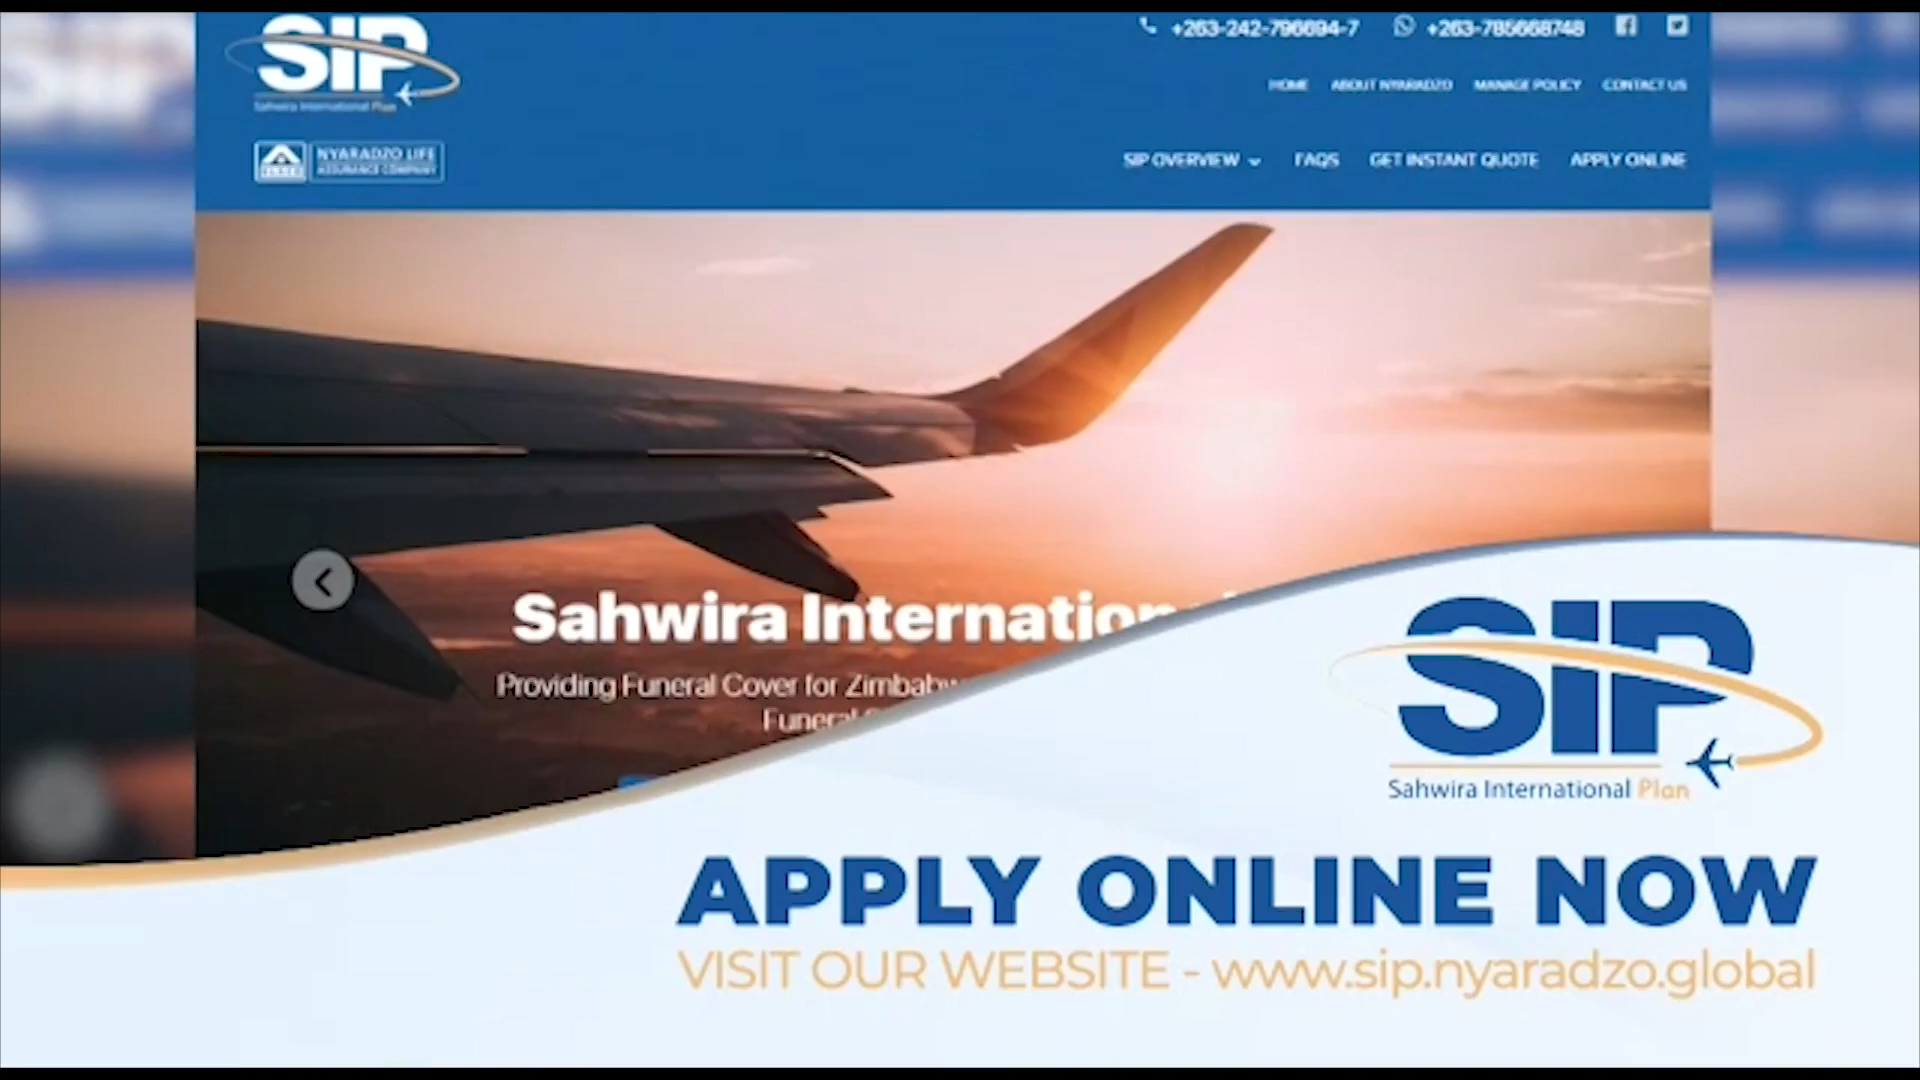 SIP
Sahwira International Plan
+263-242-796694-7
+263-785668748
HOME
ABOUT NYARADZO
MANAGE POLICY
CONTACT US
NYARADZO LIFE
ASSURANCE COMPANY
SIP OVERVIEW
FAQS
GET INSTANT QUOTE
APPLY ONLINE
Sahwira Internation
Providing Funeral Cover for Zimbabw
Funeral
SIP
Sahwira International Plan
APPLY ONLINE NOW
VISIT OUR WEBSITE - www.sip.nyaradzo.global